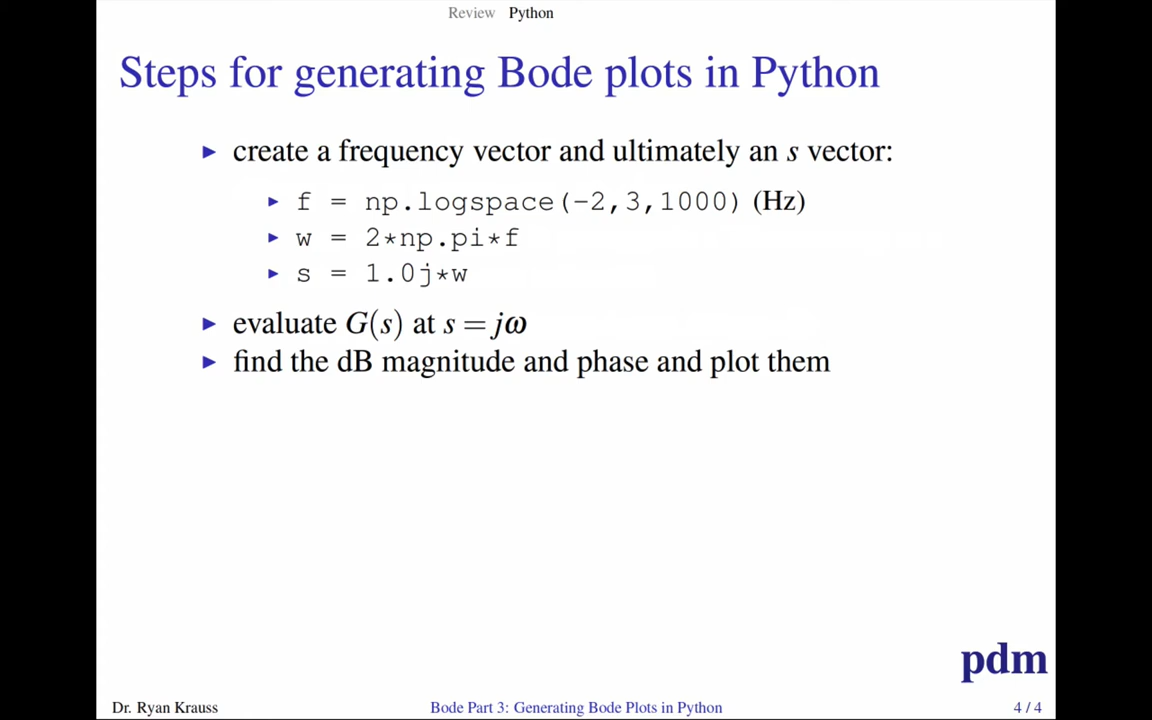 Review Python
Steps for generating Bode plots in Python
► create a frequency vector and ultimately an s vector:
► f = np.logspace(-2,3,1000) (Hz)
► w = 2*np.pi*f
► s = 1.0j*w
► evaluate G(s) at s = jω
► find the dB magnitude and phase and plot them
pdm
Dr. Ryan Krauss Bode Part 3: Generating Bode Plots in Python 4 / 4